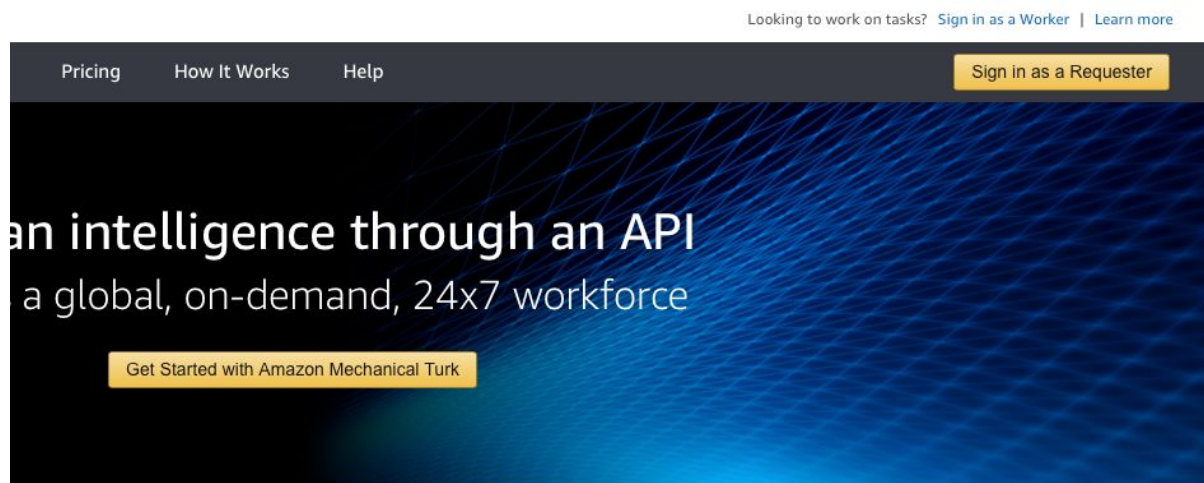 Looking to work on tasks? Sign in as a Worker | Learn more
Pricing How It Works Help Sign in as a Requester
an intelligence through an API
a global, on-demand, 24x7 workforce
Get Started with Amazon Mechanical Turk